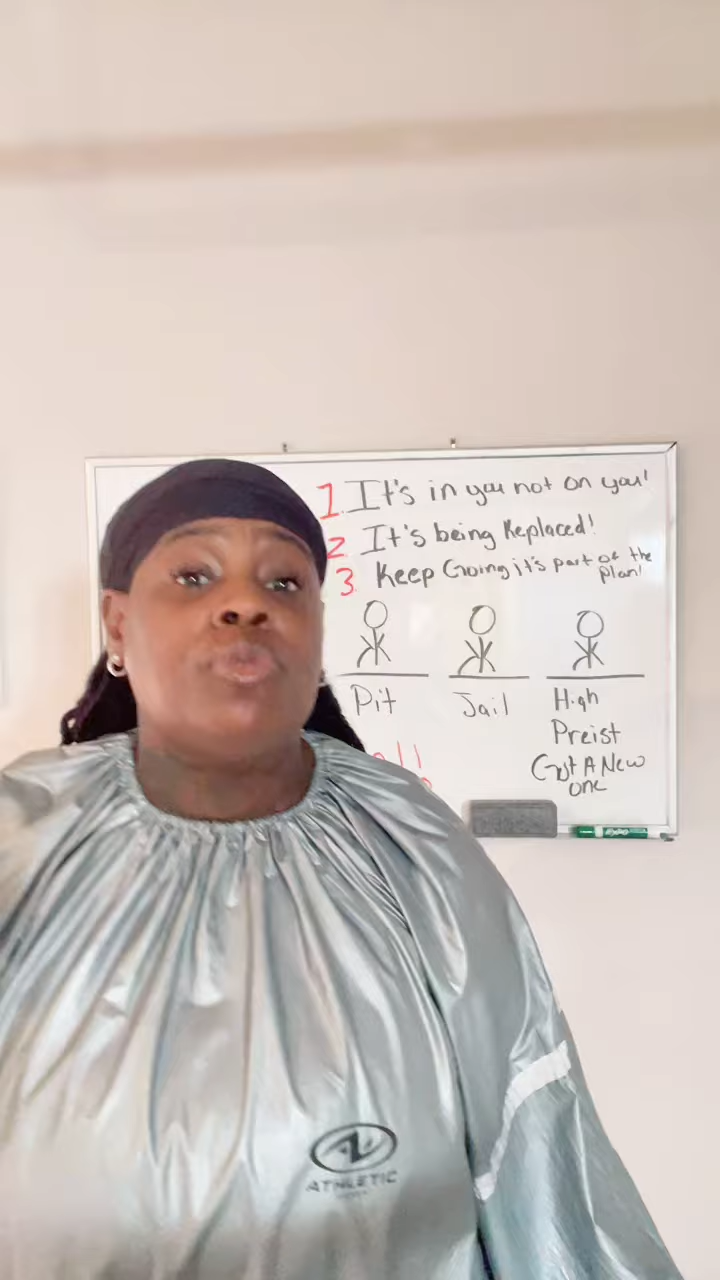 1. It's in you not on you!
2 It's being Replaced!
3 Keep Going it's part of the
Plan!
Pit
Jail
High
Preist
Got A New
one
EXPO
ATHLETIC